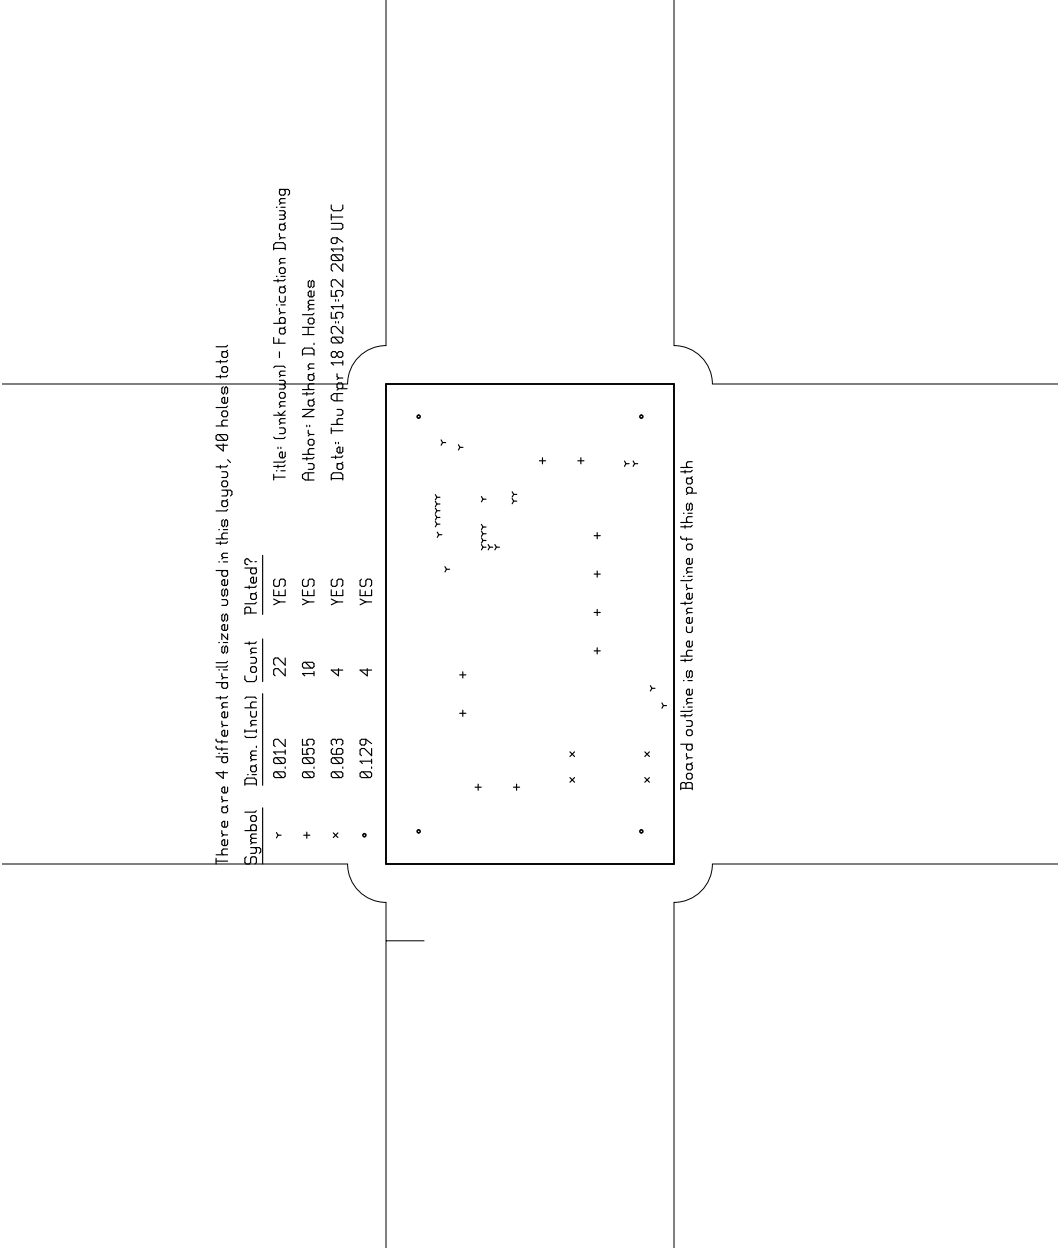 There are 4 different drill sizes used in this layout, 40 holes total
Symbol Diam. (Inch) Count Plated?
0.012 22 YES Title: (unknown) - Fabrication Drawing
0.055 10 YES Author: Nathan D. Holmes
0.063 4 YES Date: Thu Apr 18 02:51:52 2019 UTC
0.129 4 YES
Board outline is the centerline of this path